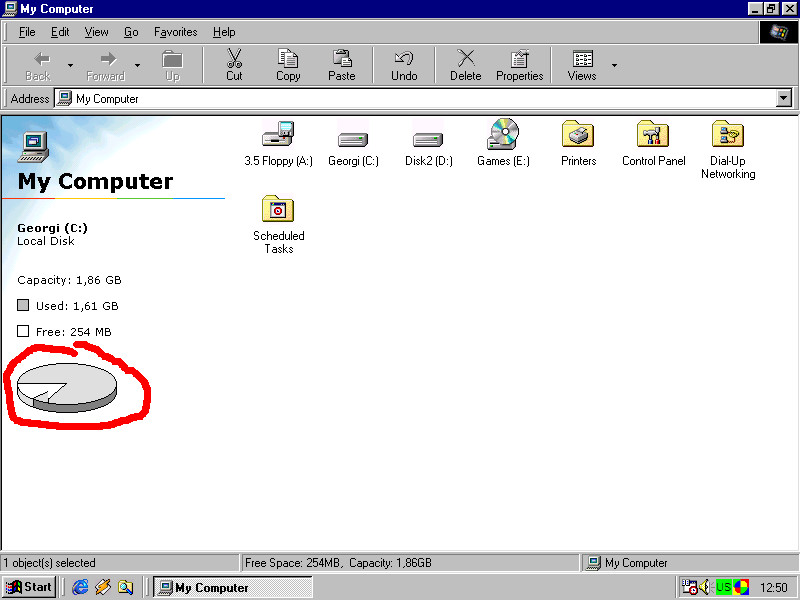 My Computer
File Edit View Go Favorites Help
Back Forward Up Cut Copy Paste Undo Delete Properties Views
Address My Computer
My Computer
Georgi (C:)
Local Disk
Capacity: 1,86 GB
Used: 1,61 GB
Free: 254 MB
3.5 Floppy (A:) Georgi (C:) Disk2 (D:) Games (E:) Printers Control Panel Dial-Up
Networking
Scheduled
Tasks
1 object(s) selected Free Space: 254MB, Capacity: 1,86GB My Computer
Start My Computer US 12:50